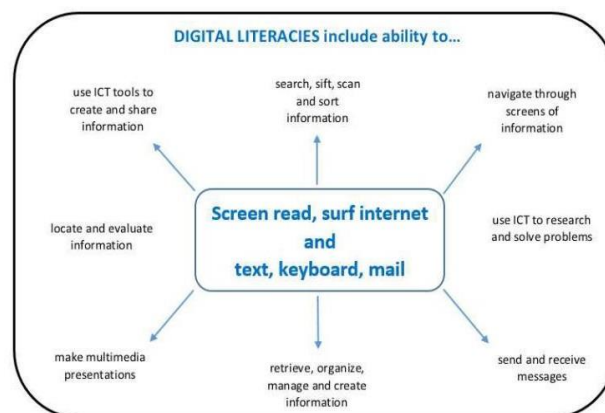 DIGITAL LITERACIES include ability to...
use ICT tools to
create and share
information
search, sift, scan
and sort
information
navigate through
screens of
information
locate and evaluate
information
Screen read, surf internet
and
text, keyboard, mail
use ICT to research
and solve problems
make multimedia
presentations
retrieve, organize,
manage and create
information
send and receive
messages